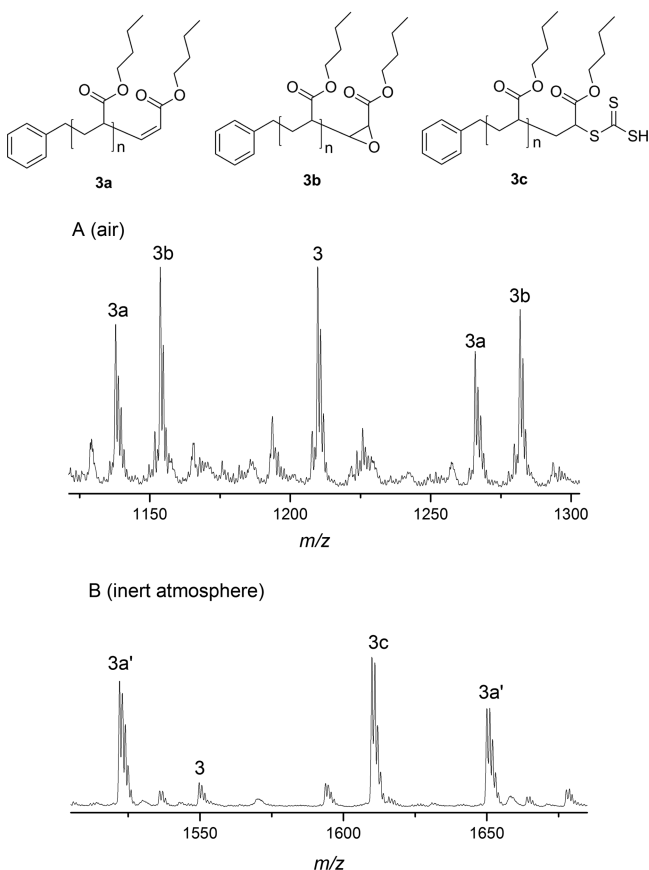 O O O O
n
3a
O O O O O
n
3b
O O O O S
n S SH
3c
A (air)
3a 3b 3 3a 3b
1150 1200 1250 1300
m/z
B (inert atmosphere)
3a' 3 3c 3a'
1550 1600 1650
m/z